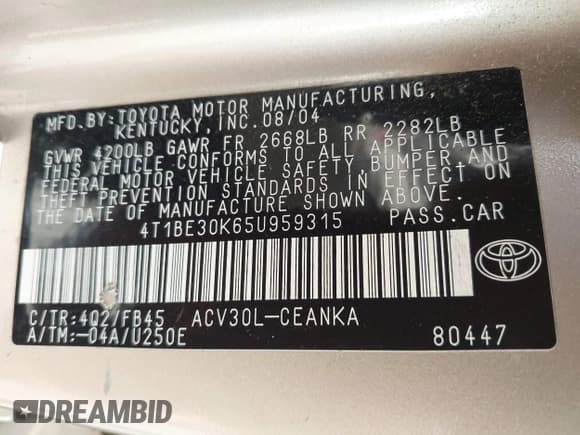 MFD.BY:TOYOTA MOTOR MANUFACTURING,
KENTUCKY, INC. 08/04
GVWR 4200LB GAWR FR 2668LB RR 2282LB
THIS VEHICLE CONFORMS TO ALL APPLICABLE
FEDERAL MOTOR VEHICLE SAFETY, BUMPER, AND
THEFT PREVENTION STANDARDS IN EFFECT ON
THE DATE OF MANUFACTURE SHOWN ABOVE.
4T1BE30K65U959315 PASS.CAR
C/TR:4Q2/FB45 ACV30L-CEANKA
A/TM:-04A/U250E 80447
DREAMBID